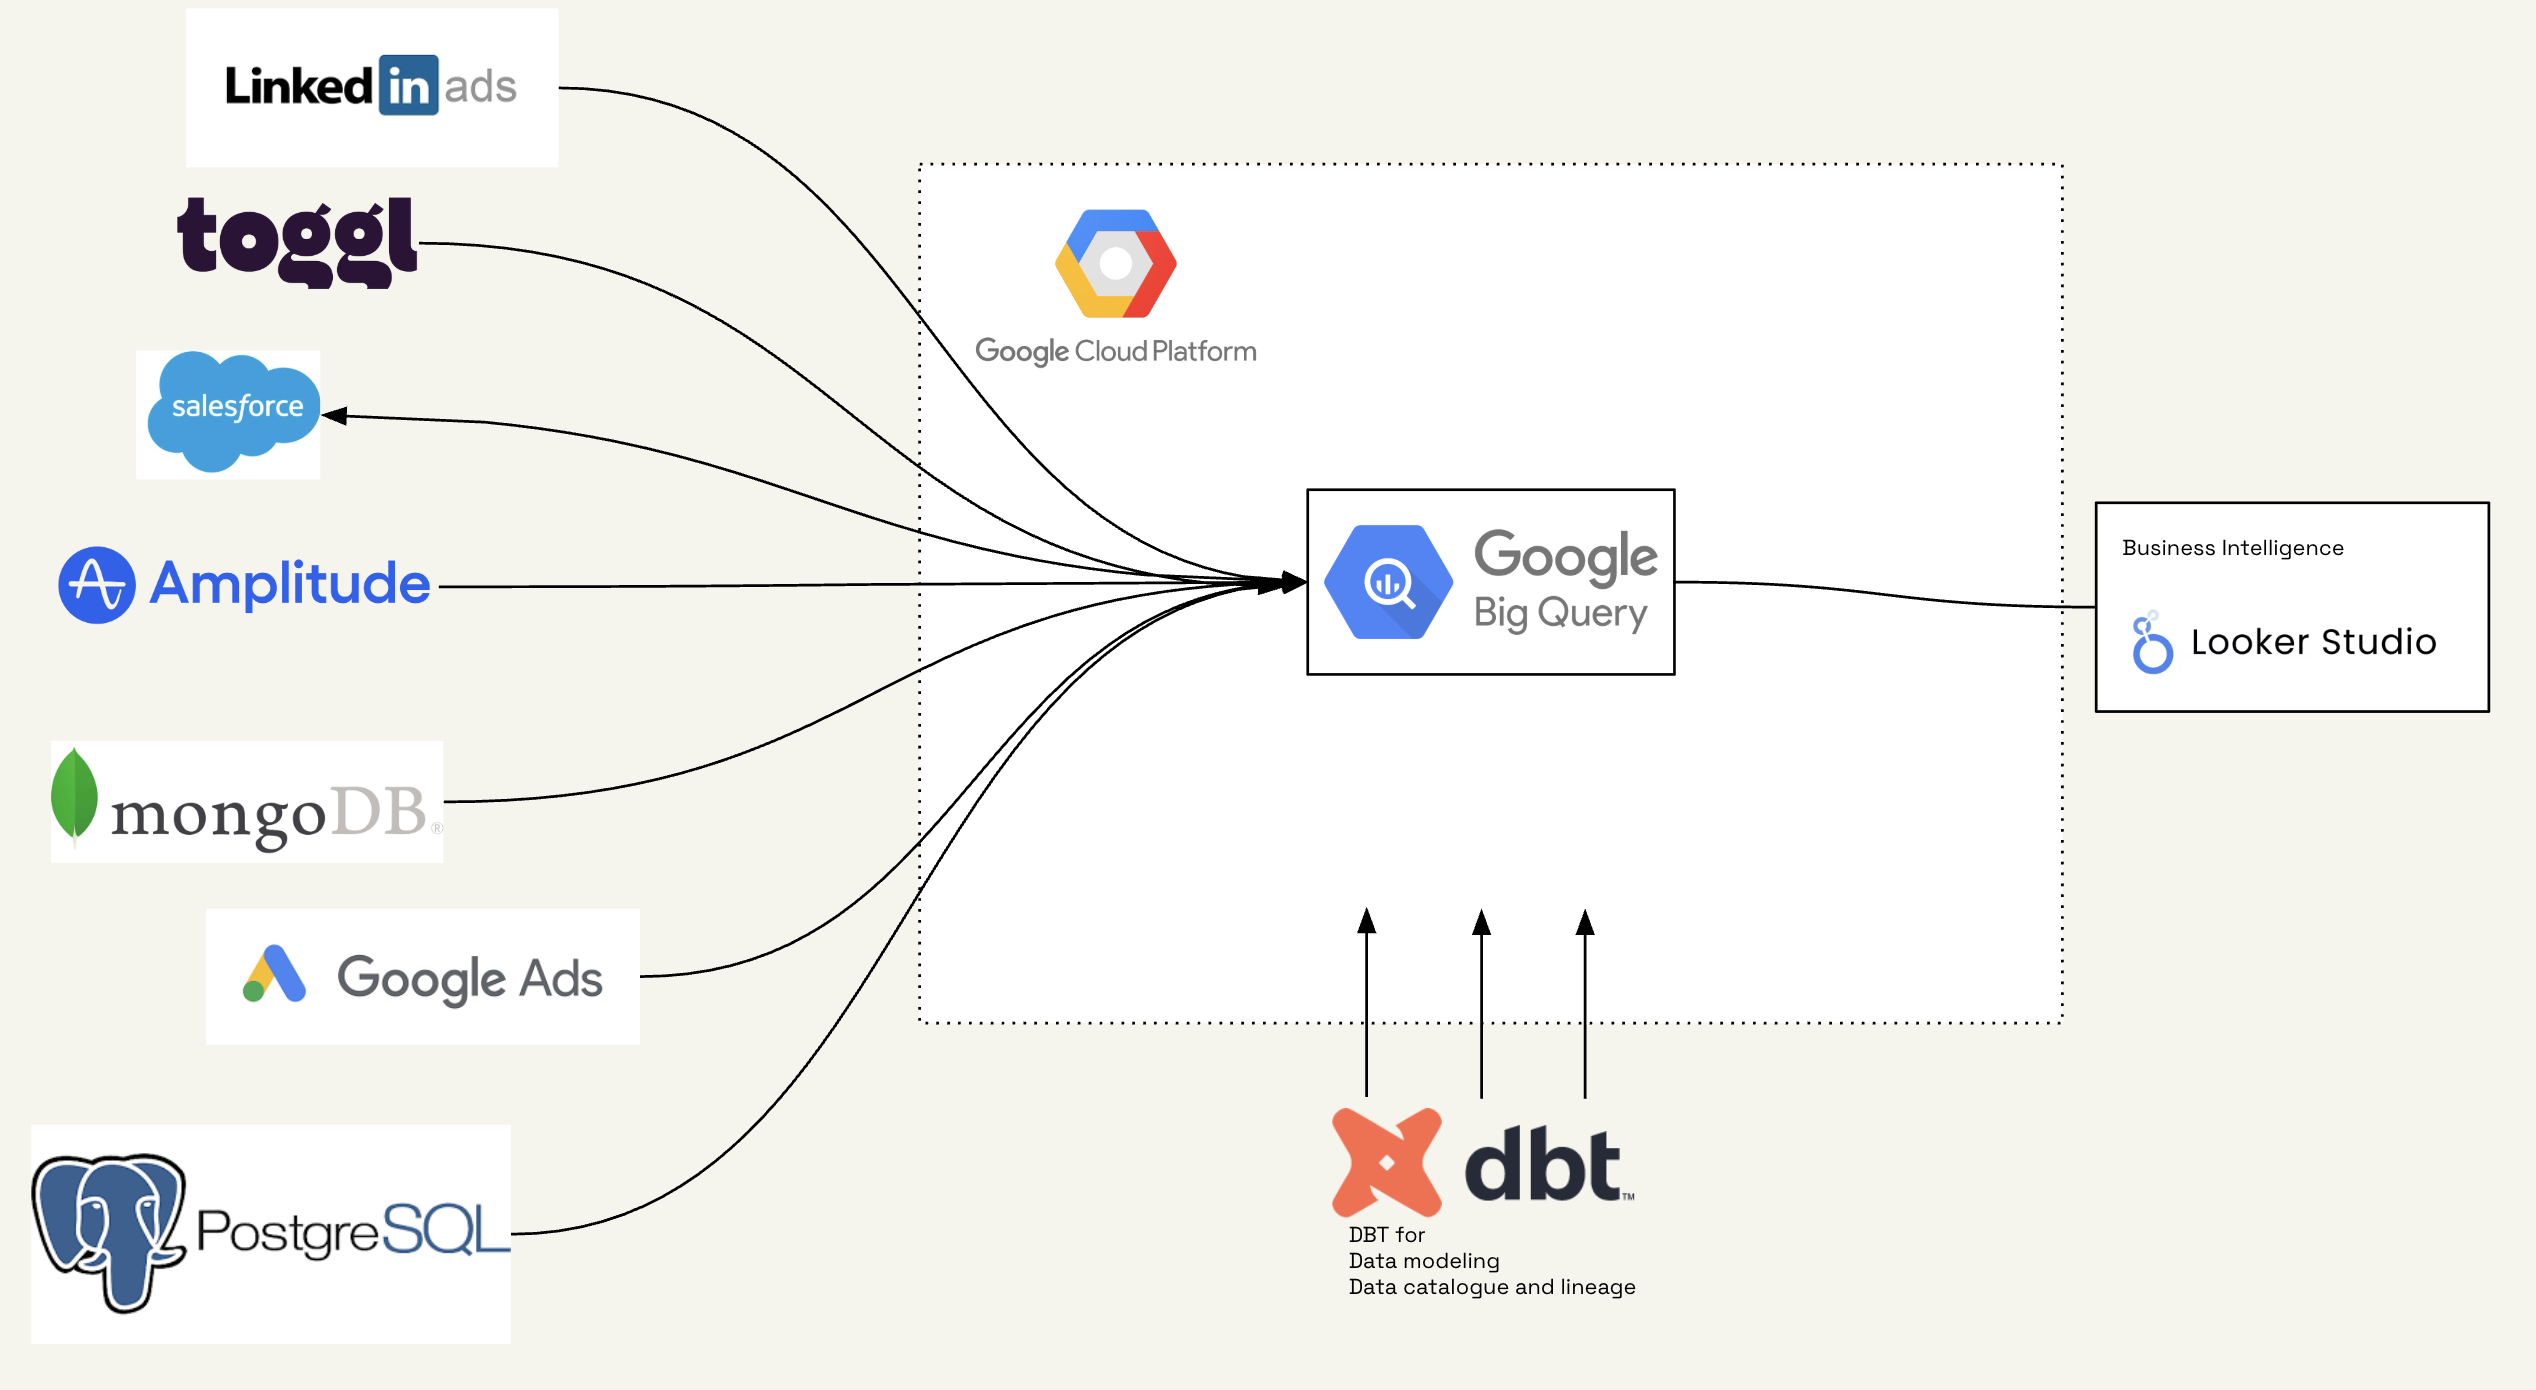 Linked in ads
toggl
salesforce
Amplitude
mongoDB®
Google Ads
PostgreSQL
Google Cloud Platform
Google
Big Query
Business Intelligence
Looker Studio
dbt™
DBT for
Data modeling
Data catalogue and lineage